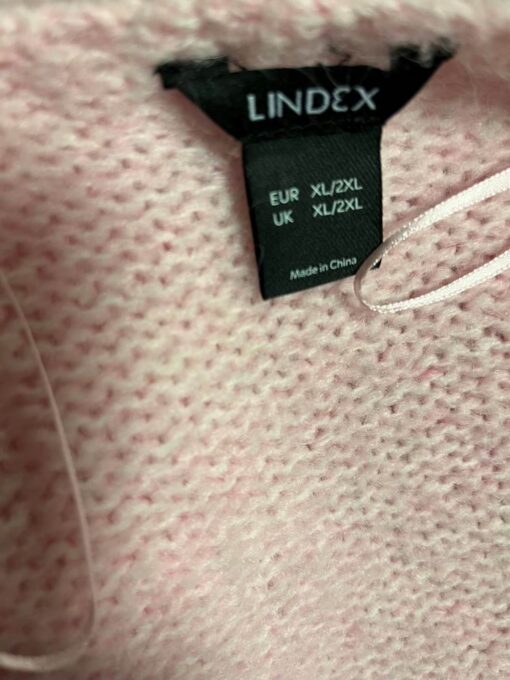 LINDEX
EUR XL/2XL
UK XL/2XL
Made in China